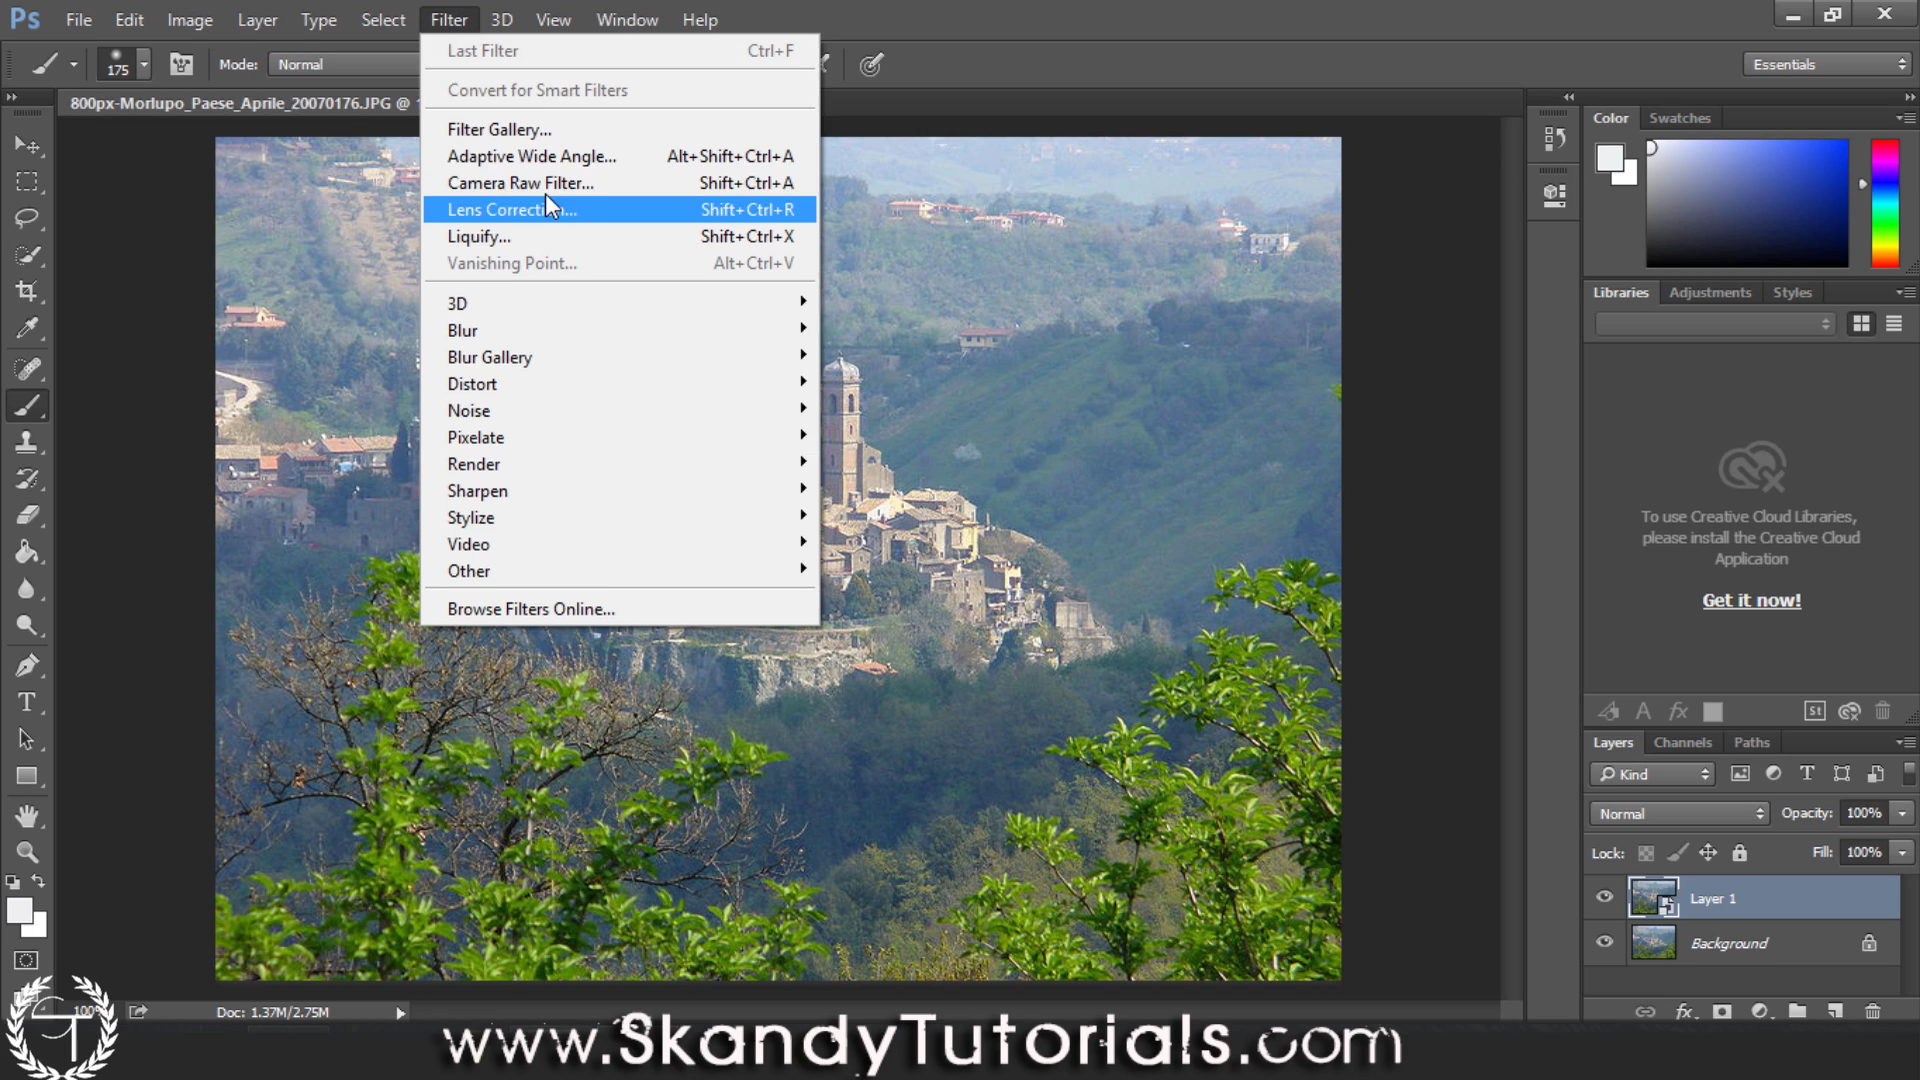 Ps File Edit Image Layer Type Select Filter 3D View Window Help
175 Mode: Normal Essentials
800px-Morlupo_Paese_Aprile_20070176.JPG @
Last Filter Ctrl+F
Convert for Smart Filters
Filter Gallery...
Adaptive Wide Angle... Alt+Shift+Ctrl+A
Camera Raw Filter... Shift+Ctrl+A
Lens Correcti... Shift+Ctrl+R
Liquify... Shift+Ctrl+X
Vanishing Point... Alt+Ctrl+V
3D
Blur
Blur Gallery
Distort
Noise
Pixelate
Render
Sharpen
Stylize
Video
Other
Browse Filters Online...
Color Swatches
Libraries Adjustments Styles
To use Creative Cloud Libraries,
please install the Creative Cloud
Application
Get it now!
St
Layers Channels Paths
Kind
Normal Opacity: 100%
Lock: Fill: 100%
Layer 1
Background
100% Doc: 1.37M/2.75M
ST
www.SkandyTutorials.com